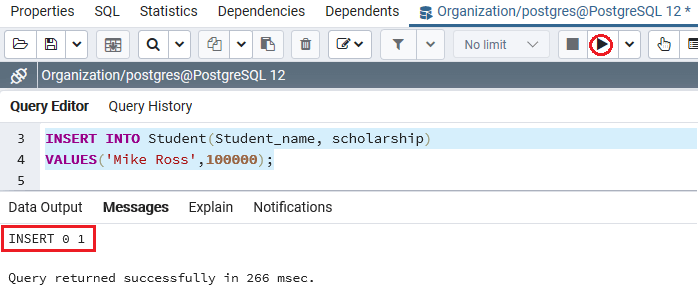 Properties SQL Statistics Dependencies Dependents Organization/postgres@PostgreSQL 12 *
No limit
Organization/postgres@PostgreSQL 12
Query Editor Query History
3 INSERT INTO Student(Student_name, scholarship)
4 VALUES('Mike Ross',100000);
5
Data Output Messages Explain Notifications
INSERT 0 1
Query returned successfully in 266 msec.